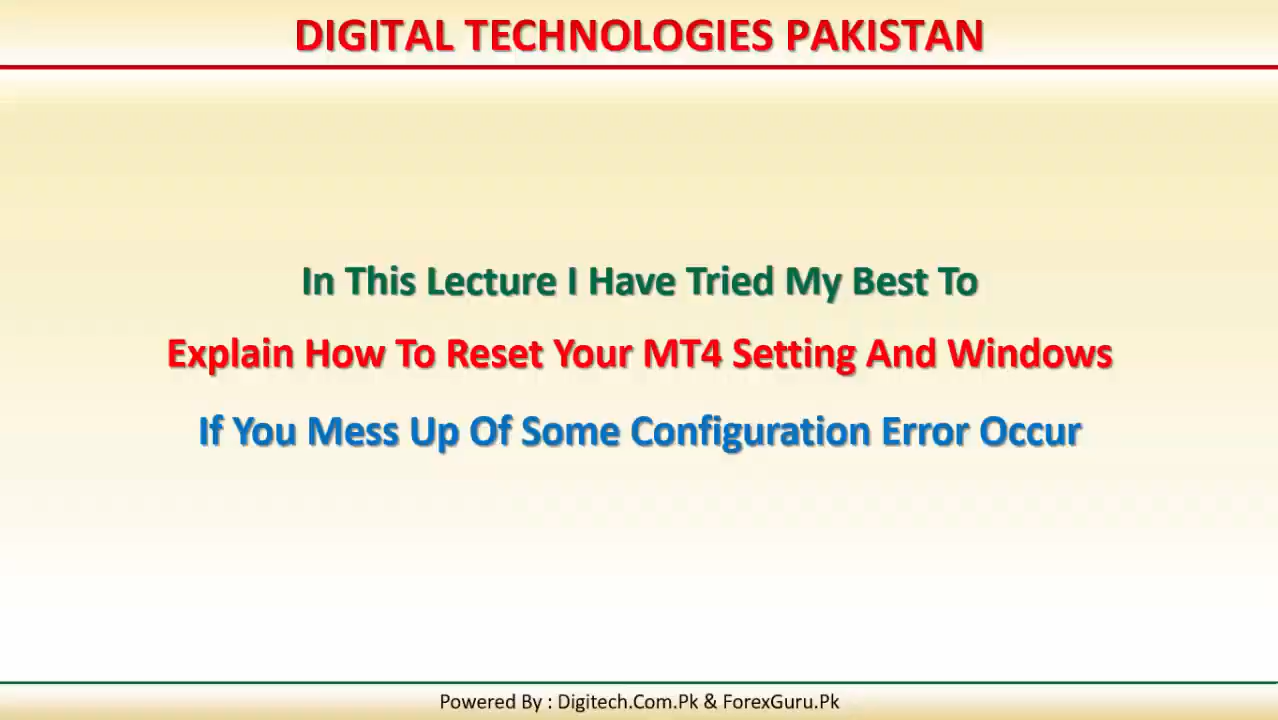 DIGITAL TECHNOLOGIES PAKISTAN
In This Lecture I Have Tried My Best To
Explain How To Reset Your MT4 Setting And Windows
If You Mess Up Of Some Configuration Error Occur
Powered By : Digitech.Com.Pk & ForexGuru.Pk